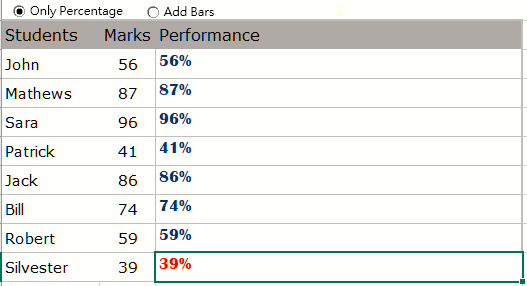 Only Percentage Add Bars
Students Marks Performance
John 56 56%
Mathews 87 87%
Sara 96 96%
Patrick 41 41%
Jack 86 86%
Bill 74 74%
Robert 59 59%
Silvester 39 39%